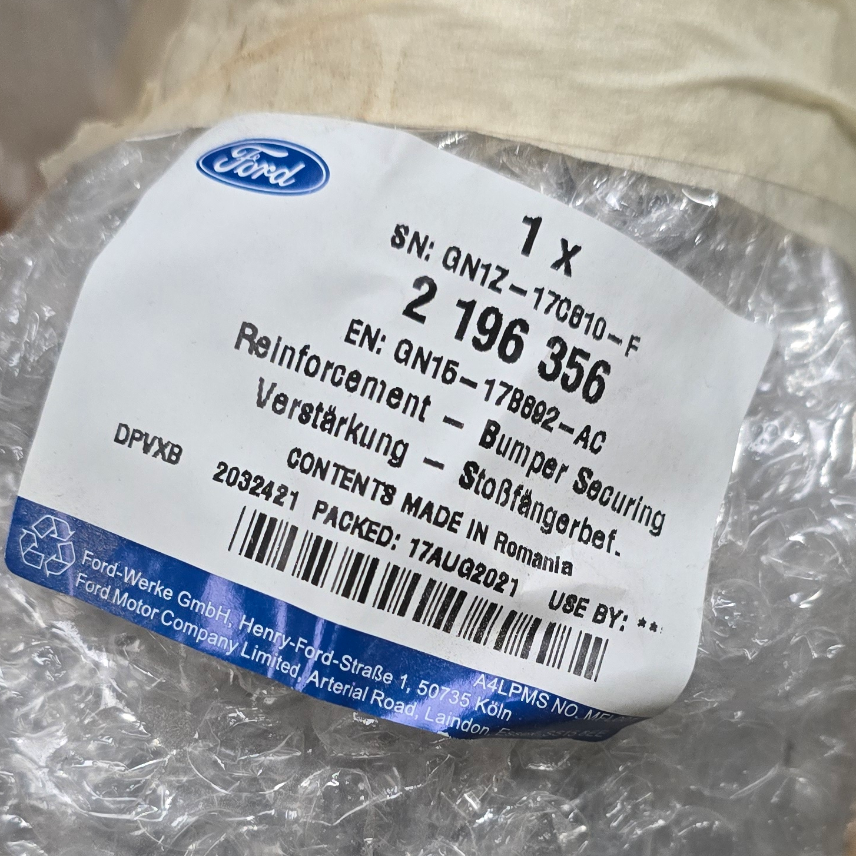 Ford
1 X
SN: GN1Z-17C810-F
2 196 356
EN: GN15-17B892-AC
Reinforcement - Bumper Securing
Verstärkung - Stoßfängerbef.
CONTENTS MADE IN Romania
DPVXB
2032421 PACKED: 17AUG2021 USE BY: **
A4LPMS NO.
Ford-Werke GmbH, Henry-Ford-Straße 1, 50735 Köln
Ford Motor Company Limited, Arterial Road, Laindon,